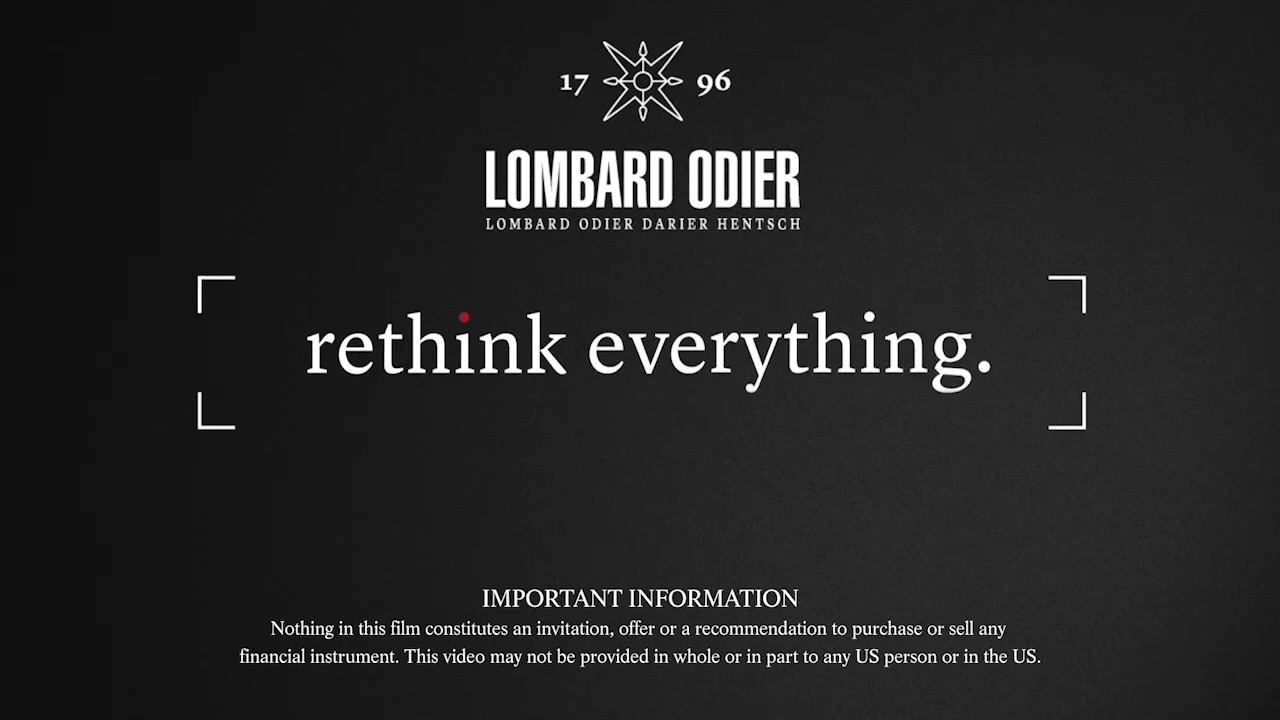 17 96
LOMBARD ODIER
LOMBARD ODIER DARIER HENTSCH
rethink everything.
IMPORTANT INFORMATION
Nothing in this film constitutes an invitation, offer or a recommendation to purchase or sell any
financial instrument. This video may not be provided in whole or in part to any US person or in the US.